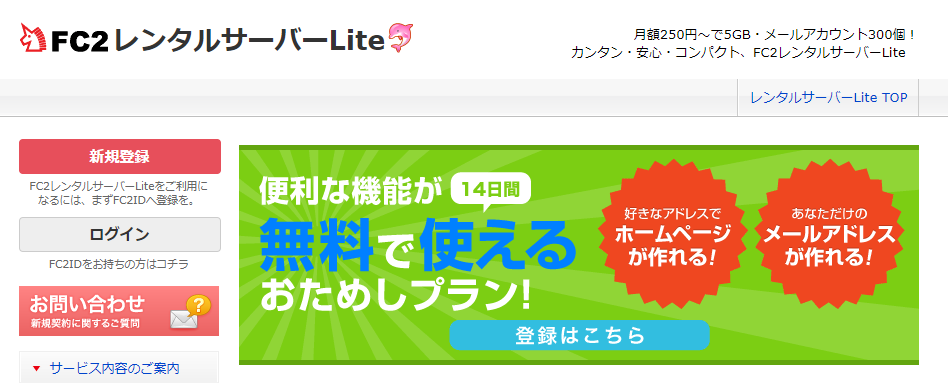 FC2レンタルサーバーLite
月額250円～で5GB・メールアカウント300個！
カンタン・安心・コンパクト、FC2レンタルサーバーLite
レンタルサーバーLite TOP
新規登録
FC2レンタルサーバーLiteをご利用に
なるには、まずFC2IDへ登録を。
ログイン
FC2IDをお持ちの方はコチラ
お問い合わせ
新規契約に関するご質問
サービス内容のご案内
便利な機能が 14日間
無料で使える
おためしプラン!
好きなアドレスで
ホームページ
が作れる!
あなただけの
メールアドレス
が作れる!
登録はこちら